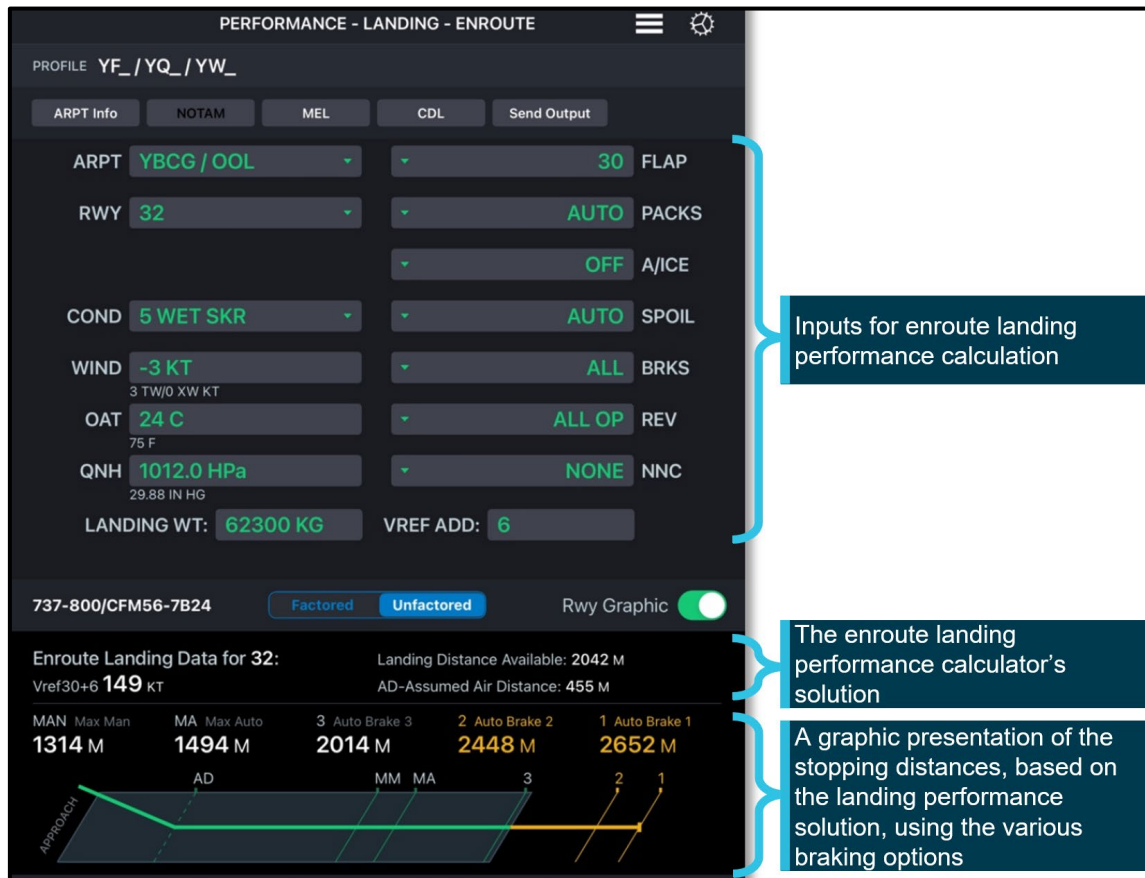 PERFORMANCE - LANDING - ENROUTE
PROFILE YF_ / YQ_ / YW_
ARPT Info NOTAM MEL CDL Send Output
ARPT YBCG / OOL 30 FLAP
RWY 32 AUTO PACKS
OFF A/ICE
COND 5 WET SKR AUTO SPOIL
WIND -3 KT ALL BRKS
3 TW/0 XW KT
OAT 24 C ALL OP REV
75 F
QNH 1012.0 HPa NONE NNC
29.88 IN HG
LANDING WT: 62300 KG VREF ADD: 6
Inputs for enroute landing
performance calculation
737-800/CFM56-7B24 Factored Unfactored Rwy Graphic
Enroute Landing Data for 32: Landing Distance Available: 2042 M
Vref30+6 149 KT AD-Assumed Air Distance: 455 M
The enroute landing
performance calculator's
solution
MAN Max Man MA Max Auto 3 Auto Brake 3 2 Auto Brake 2 1 Auto Brake 1
1314 M 1494 M 2014 M 2448 M 2652 M
AD MM MA 3 2 1
APPROACH
A graphic presentation of the
stopping distances, based on
the landing performance
solution, using the various
braking options